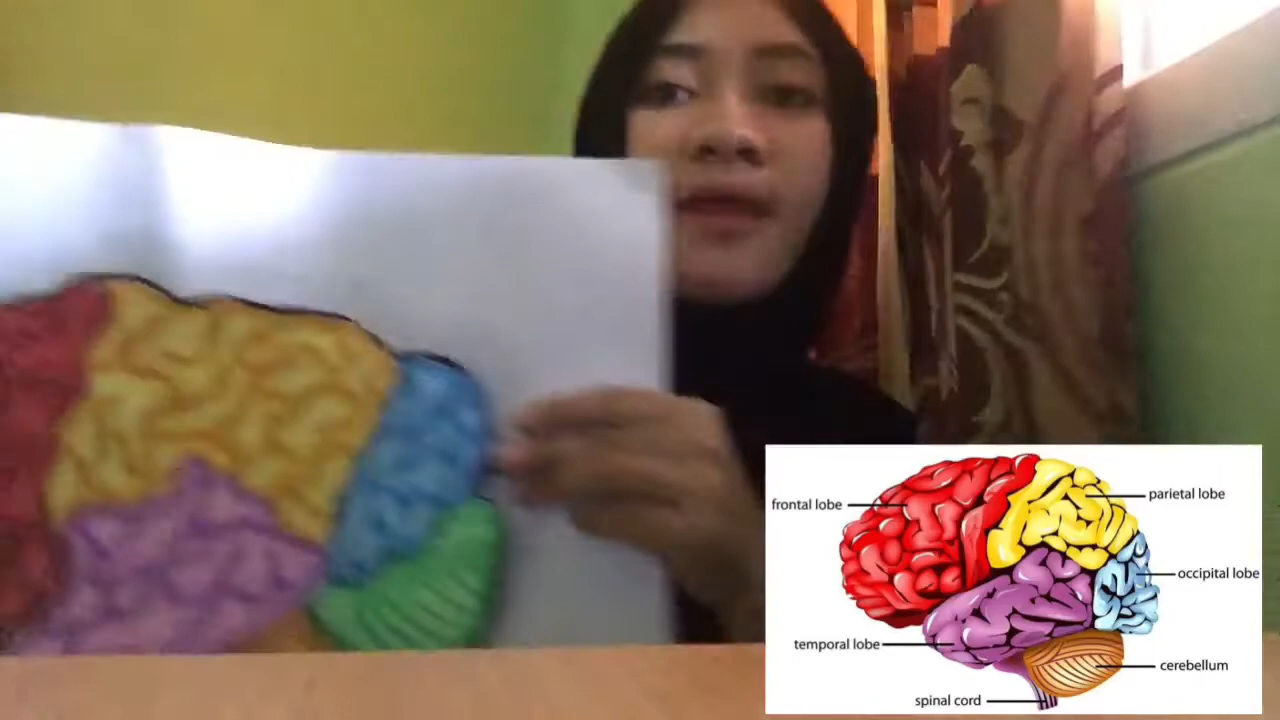 frontal lobe
parietal lobe
occipital lobe
temporal lobe
cerebellum
spinal cord